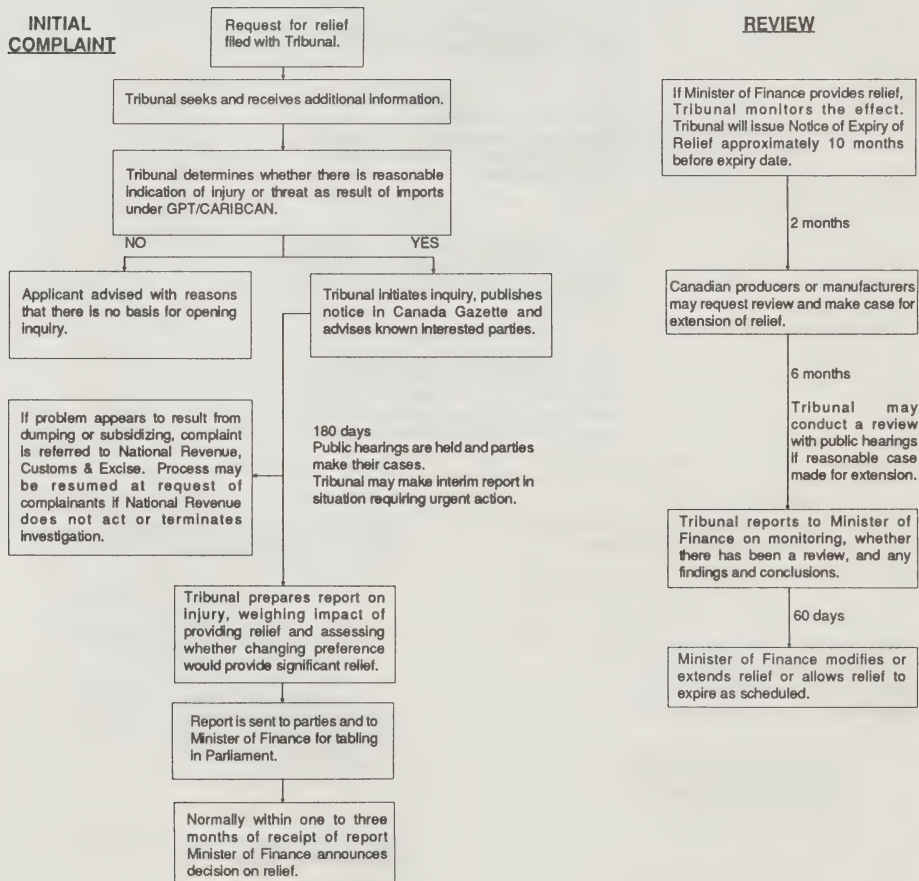 INITIAL
COMPLAINT
Request for relief
filed with Tribunal.
Tribunal seeks and receives additional information.
Tribunal determines whether there is reasonable
indication of injury or threat as result of imports
under GPT/CARIBCAN.
NO
YES
Applicant advised with reasons
that there is no basis for opening
inquiry.
Tribunal initiates inquiry, publishes
notice in Canada Gazette and
advises known interested parties.
If problem appears to result from
dumping or subsidizing, complaint
is referred to National Revenue,
Customs & Excise. Process may
be resumed at request of
complainants if National Revenue
does not act or terminates
investigation.
180 days
Public hearings are held and parties
make their cases.
Tribunal may make interim report in
situation requiring urgent action.
Tribunal prepares report on
injury, weighing impact of
providing relief and assessing
whether changing preference
would provide significant relief.
Report is sent to parties and to
Minister of Finance for tabling
in Parliament.
Normally within one to three
months of receipt of report
Minister of Finance announces
decision on relief.
REVIEW
If Minister of Finance provides relief,
Tribunal monitors the effect.
Tribunal will issue Notice of Expiry of
Relief approximately 10 months
before expiry date.
2 months
Canadian producers or manufacturers
may request review and make case for
extension of relief.
6 months
Tribunal may
conduct a review
with public hearings
if reasonable case
made for extension.
Tribunal reports to Minister of
Finance on monitoring, whether
there has been a review, and any
findings and conclusions.
60 days
Minister of Finance modifies or
extends relief or allows relief to
expire as scheduled.